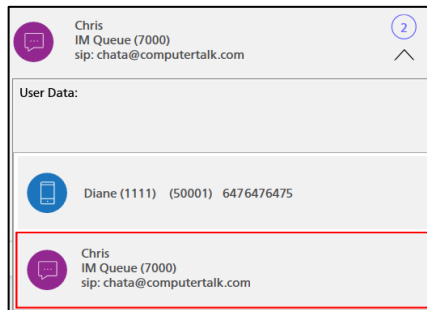 Chris
IM Queue (7000)
sip: chata@computertalk.com
2
User Data:
Diane (1111) (50001) 6476476475
Chris
IM Queue (7000)
sip: chata@computertalk.com